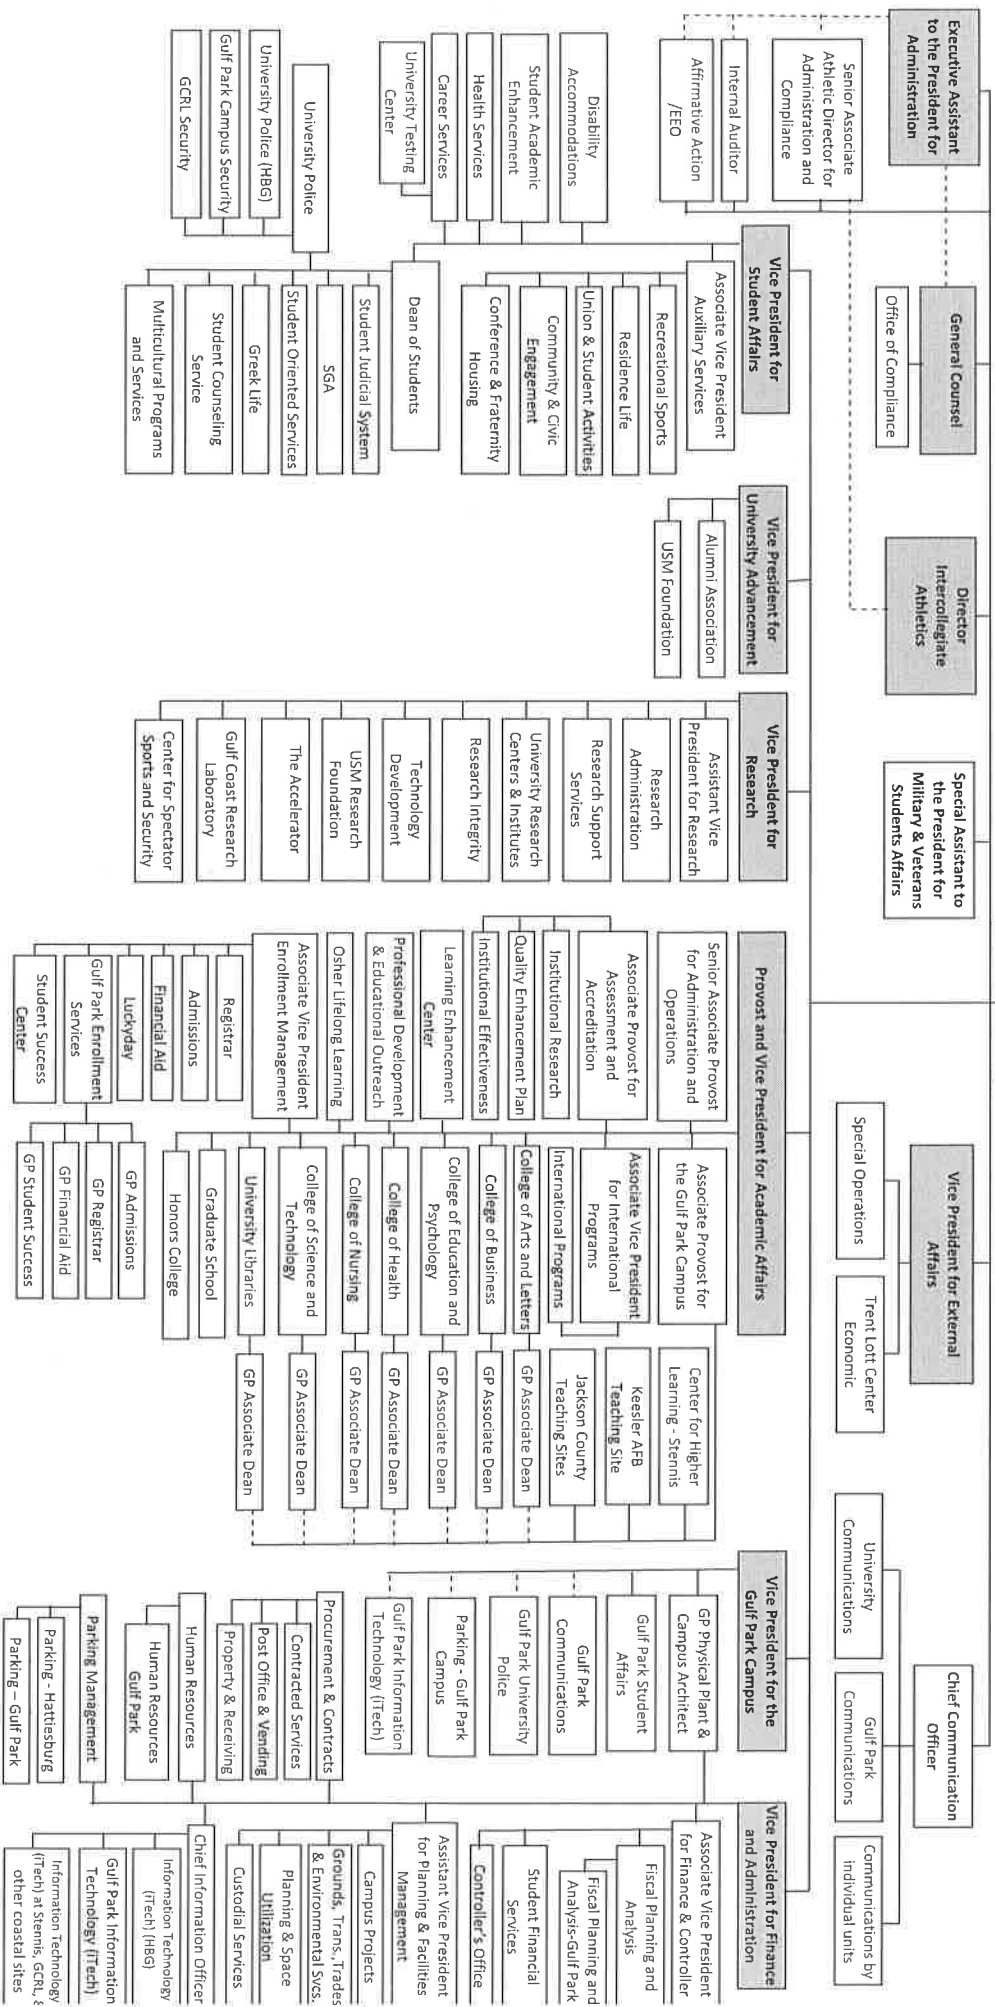 Executive Assistant
to the President for
Administration
General Counsel
Director
Intercollegiate
Athletics
Special Assistant to
the President for
Military & Veterans
Students Affairs
Vice President for External
Affairs
Chief Communication
Officer
Senior Associate
Athletic Director for
Administration and
Compliance
Internal Auditor
Affirmative Action
/EEO
Office of Compliance
Special Operations
Trent Lott Center
Economic
University
Communications
Gulf Park
Communications
Communications by
individual units
Vice President for
Student Affairs
Associate Vice President
Auxiliary Services
Recreational Sports
Residence Life
Union & Student Activities
Community & Civic
Engagement
Conference & Fraternity
Housing
Disability
Accommodations
Student Academic
Enhancement
Health Services
Career Services
University Testing
Center
Dean of Students
Student Judicial System
SGA
Student Oriented Services
Greek Life
Student Counseling
Service
Multicultural Programs
and Services
University Police
University Police (HBG)
Gulf Park Campus Security
GCRL Security
Vice President for
University Advancement
Alumni Association
USM Foundation
Vice President for
Research
Assistant Vice
President for Research
Research
Administration
Research Support
Services
University Research
Centers & Institutes
Research Integrity
Technology
Development
USM Research
Foundation
The Accelerator
Gulf Coast Research
Laboratory
Center for Spectator
Sports and Security
Provost and Vice President for Academic Affairs
Senior Associate Provost
for Administration and
Operations
Associate Provost for
Assessment and
Accreditation
Institutional Research
Quality Enhancement Plan
Institutional Effectiveness
Learning Enhancement
Center
Professional Development
& Educational Outreach
Osher Lifelong Learning
Associate Vice President
Enrollment Management
Registrar
Admissions
Financial Aid
Luckyday
Gulf Park Enrollment
Services
Student Success
Center
GP Admissions
GP Registrar
GP Financial Aid
GP Student Success
Associate Provost for
the Gulf Park Campus
Associate Vice President
for International
Programs
International Programs
College of Arts and Letters
College of Business
College of Education and
Psychology
College of Health
College of Nursing
College of Science and
Technology
University Libraries
Graduate School
Honors College
Center for Higher
Learning - Stennis
Keesler AFB
Teaching Site
Jackson County
Teaching Sites
GP Associate Dean
GP Associate Dean
GP Associate Dean
GP Associate Dean
GP Associate Dean
GP Associate Dean
GP Associate Dean
Vice President for the
Gulf Park Campus
GP Physical Plant &
Campus Architect
Gulf Park Student
Affairs
Gulf Park
Communications
Gulf Park University
Police
Parking - Gulf Park
Campus
Gulf Park Information
Technology (iTech)
Vice President for Finance
and Administration
Associate Vice President
for Finance & Controller
Fiscal Planning and
Analysis
Fiscal Planning and
Analysis-Gulf Park
Student Financial
Services
Controller's Office
Assistant Vice President
for Planning & Facilities
Management
Campus Projects
Grounds, Trans.,Trades
& Environmental Svcs.
Planning & Space
Utilization
Custodial Services
Procurement & Contracts
Contracted Services
Post Office & Vending
Property & Receiving
Human Resources
Human Resources
Gulf Park
Parking Management
Parking - Hattiesburg
Parking – Gulf Park
Chief Information Officer
Information Technology
(iTech) (HBG)
Gulf Park Information
Technology (iTech)
Information Technology
(iTech) at Stennis, GCRL, &
other coastal sites